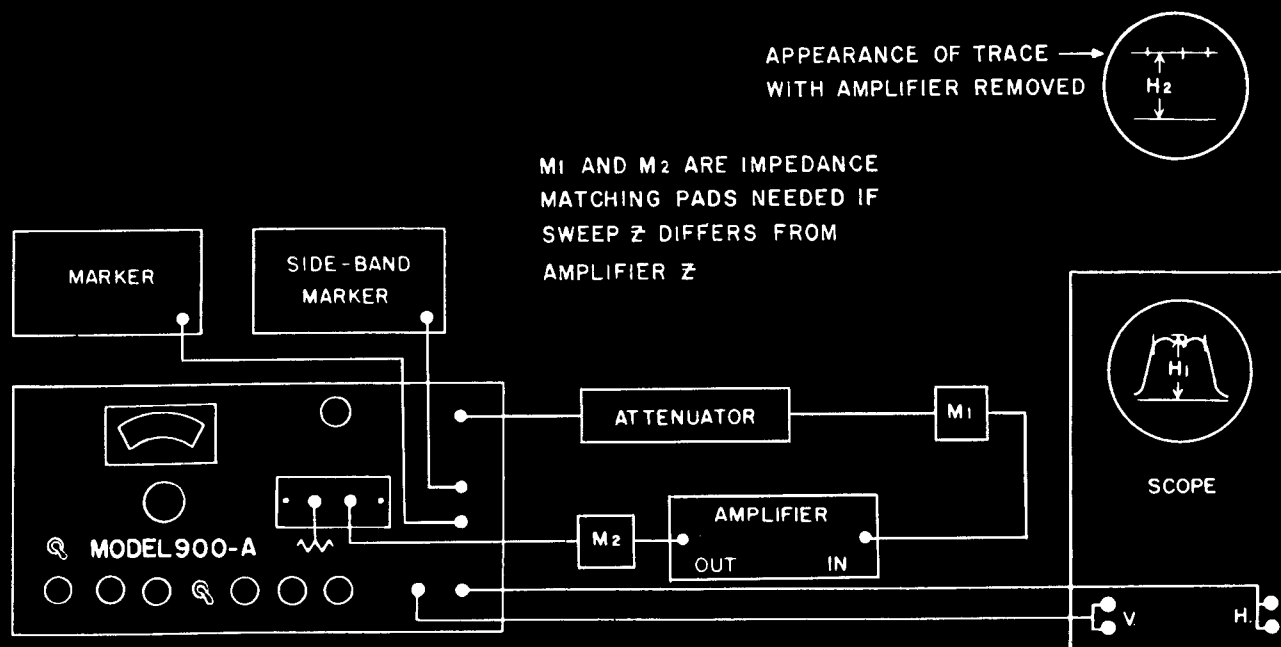 APPEARANCE OF TRACE
WITH AMPLIFIER REMOVED
H2
M1 AND M2 ARE IMPEDANCE
MATCHING PADS NEEDED IF
SWEEP Z DIFFERS FROM
AMPLIFIER Z
MARKER
SIDE-BAND
MARKER
ATTENUATOR
M1
H1
SCOPE
MODEL 900-A
M2
AMPLIFIER
OUT IN
V.
H.